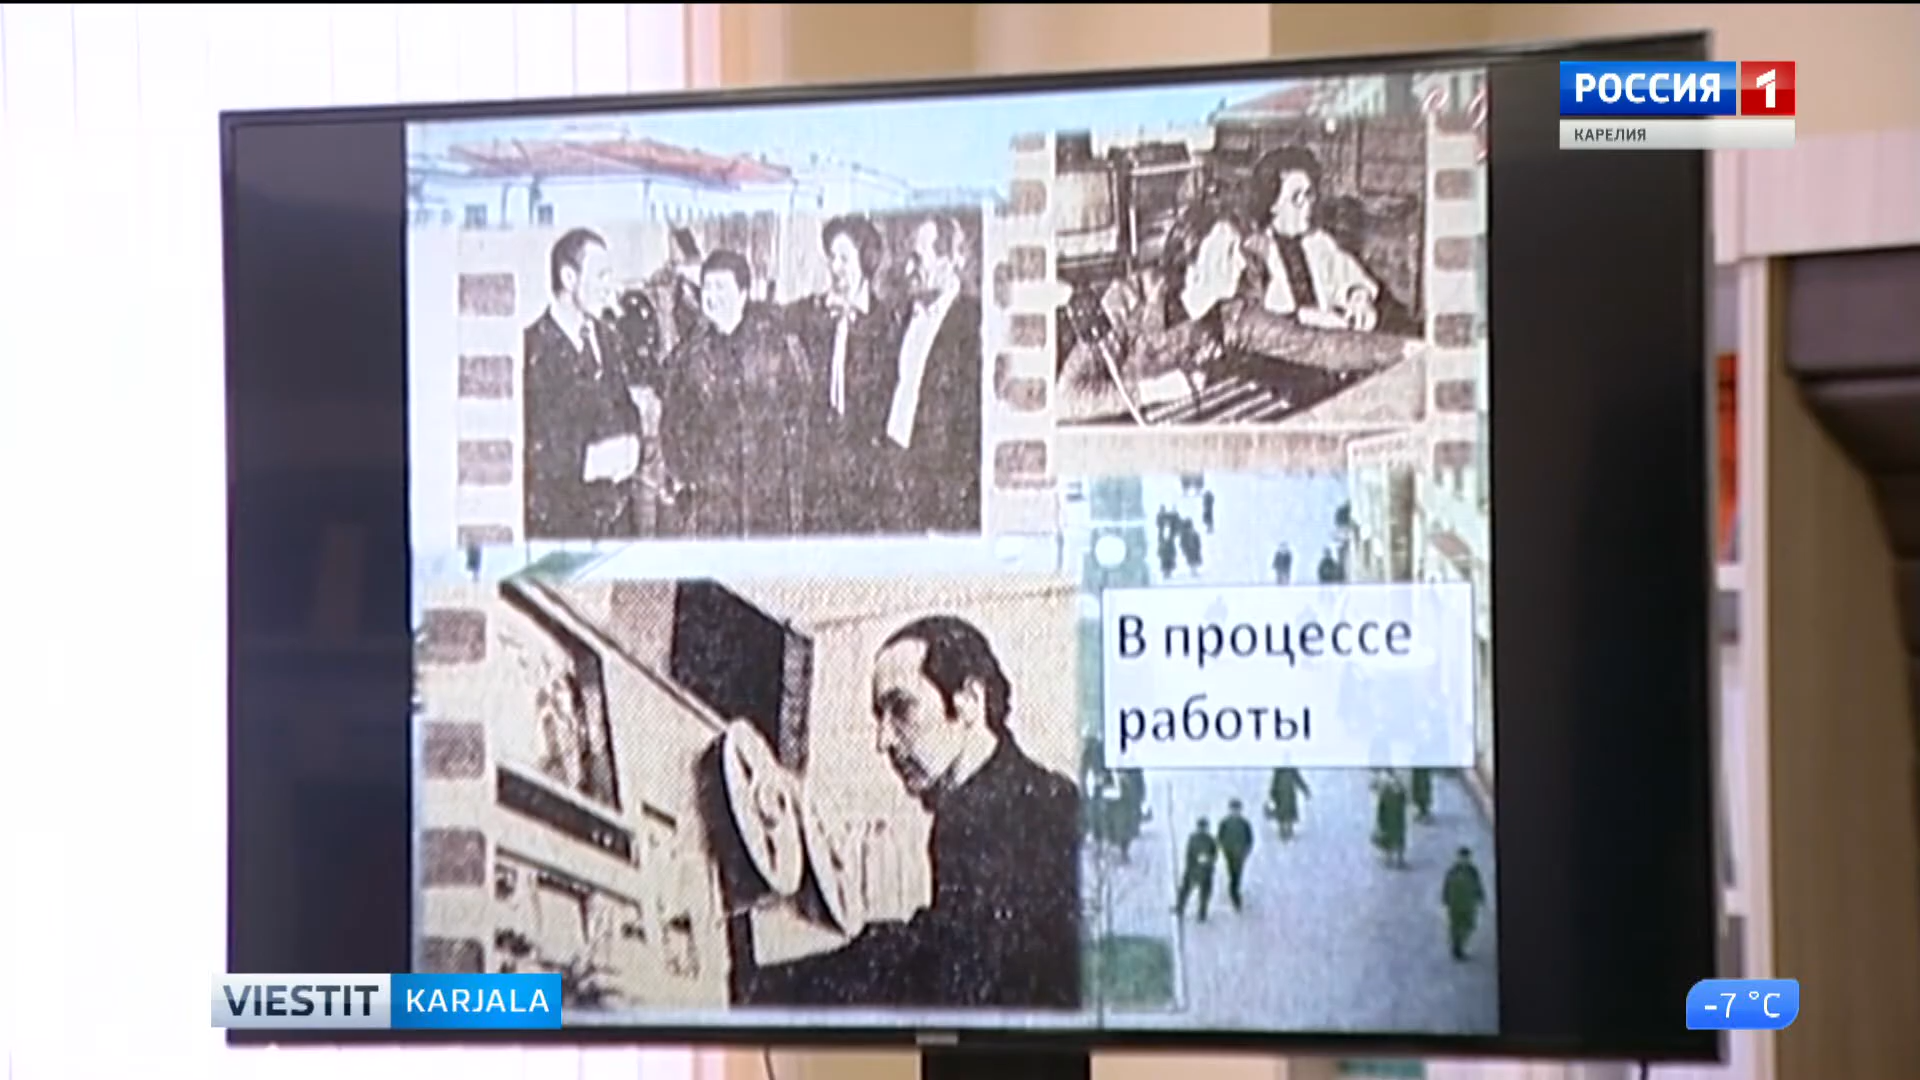 РОССИЯ 1
КАРЕЛИЯ
В процессе
работы
VIESTIT KARJALA
-7 °C